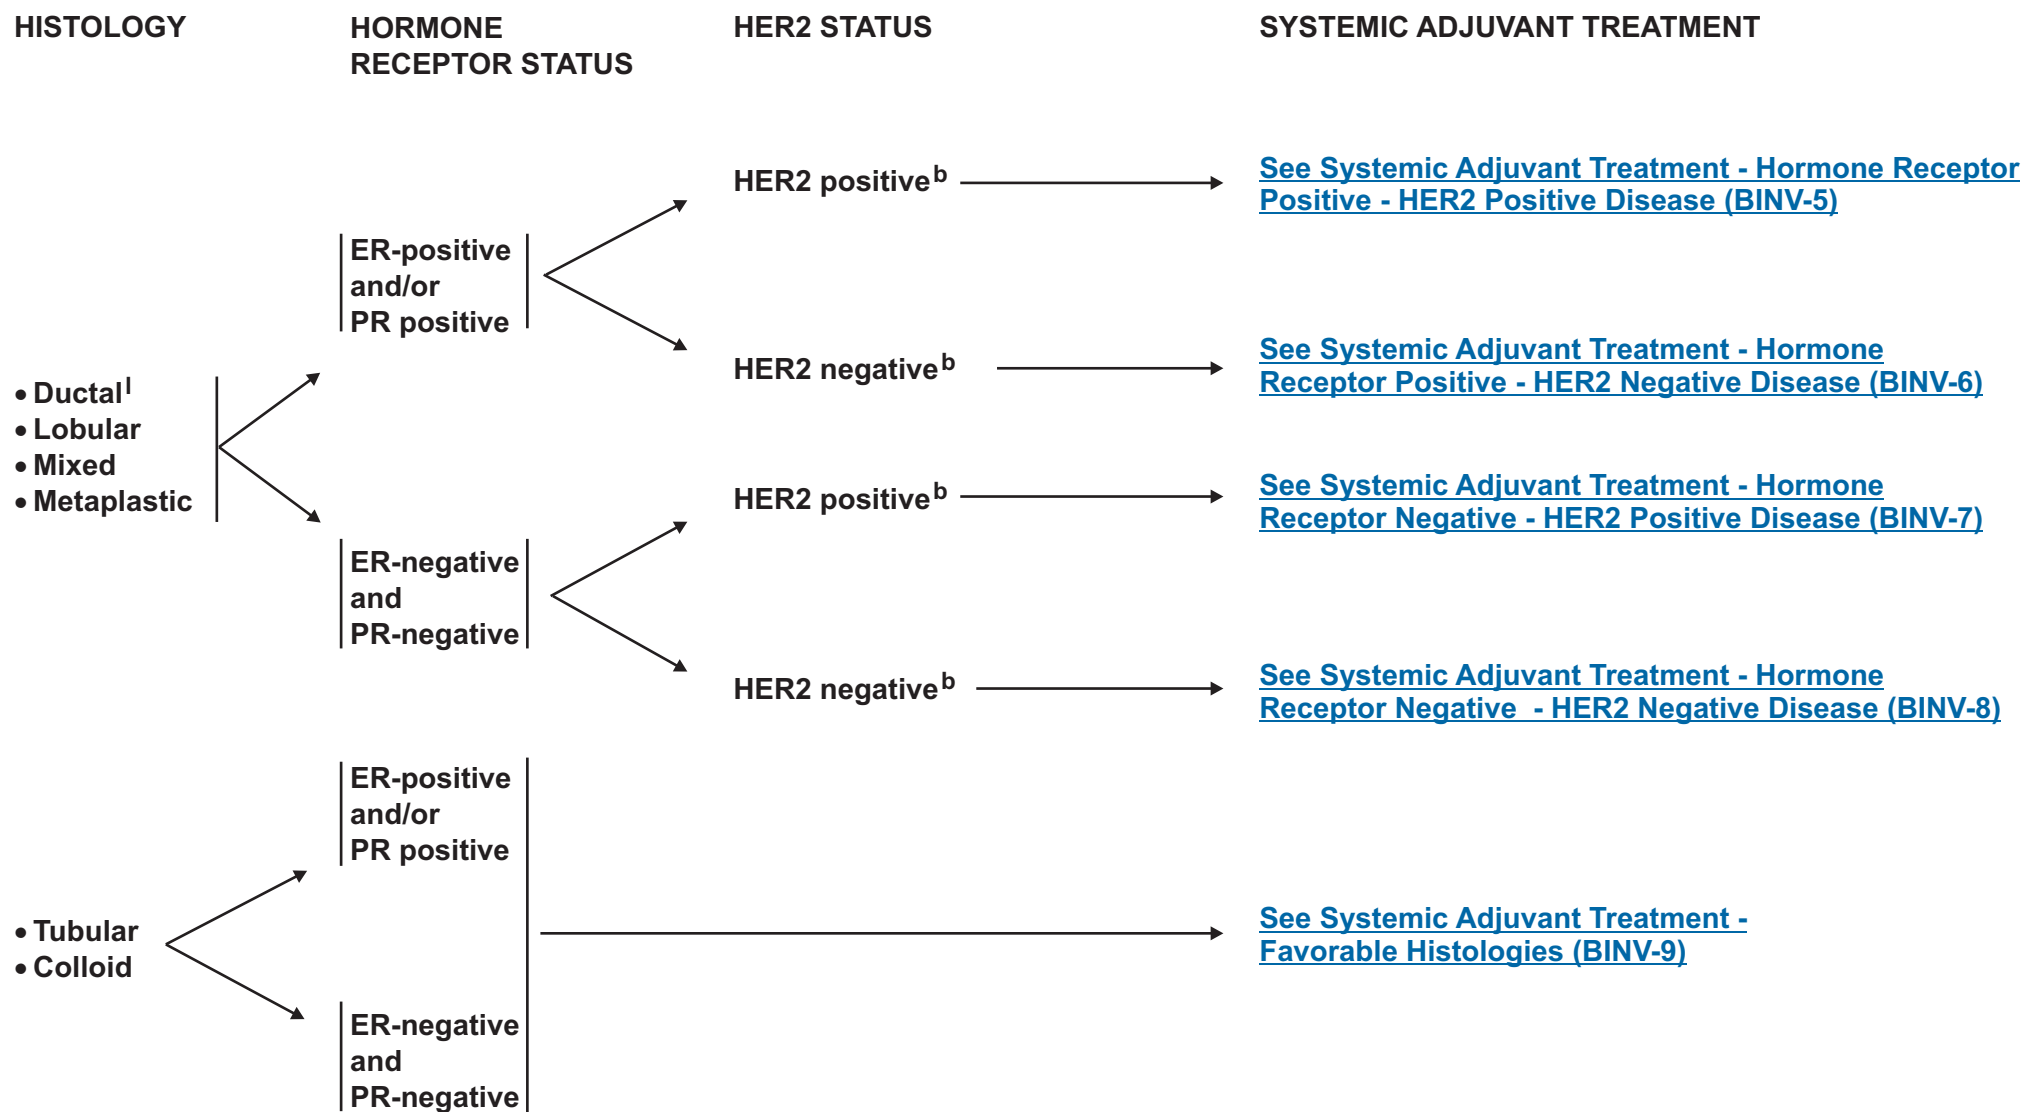 HISTOLOGY
HORMONE
RECEPTOR STATUS
HER2 STATUS
SYSTEMIC ADJUVANT TREATMENT
• Ductal^l
• Lobular
• Mixed
• Metaplastic
ER-positive
and/or
PR positive
HER2 positive^b
See Systemic Adjuvant Treatment - Hormone Receptor
Positive - HER2 Positive Disease (BINV-5)
HER2 negative^b
See Systemic Adjuvant Treatment - Hormone
Receptor Positive - HER2 Negative Disease (BINV-6)
ER-negative
and
PR-negative
HER2 positive^b
See Systemic Adjuvant Treatment - Hormone
Receptor Negative - HER2 Positive Disease (BINV-7)
HER2 negative^b
See Systemic Adjuvant Treatment - Hormone
Receptor Negative  - HER2 Negative Disease (BINV-8)
• Tubular
• Colloid
ER-positive
and/or
PR positive
ER-negative
and
PR-negative
See Systemic Adjuvant Treatment -
Favorable Histologies (BINV-9)